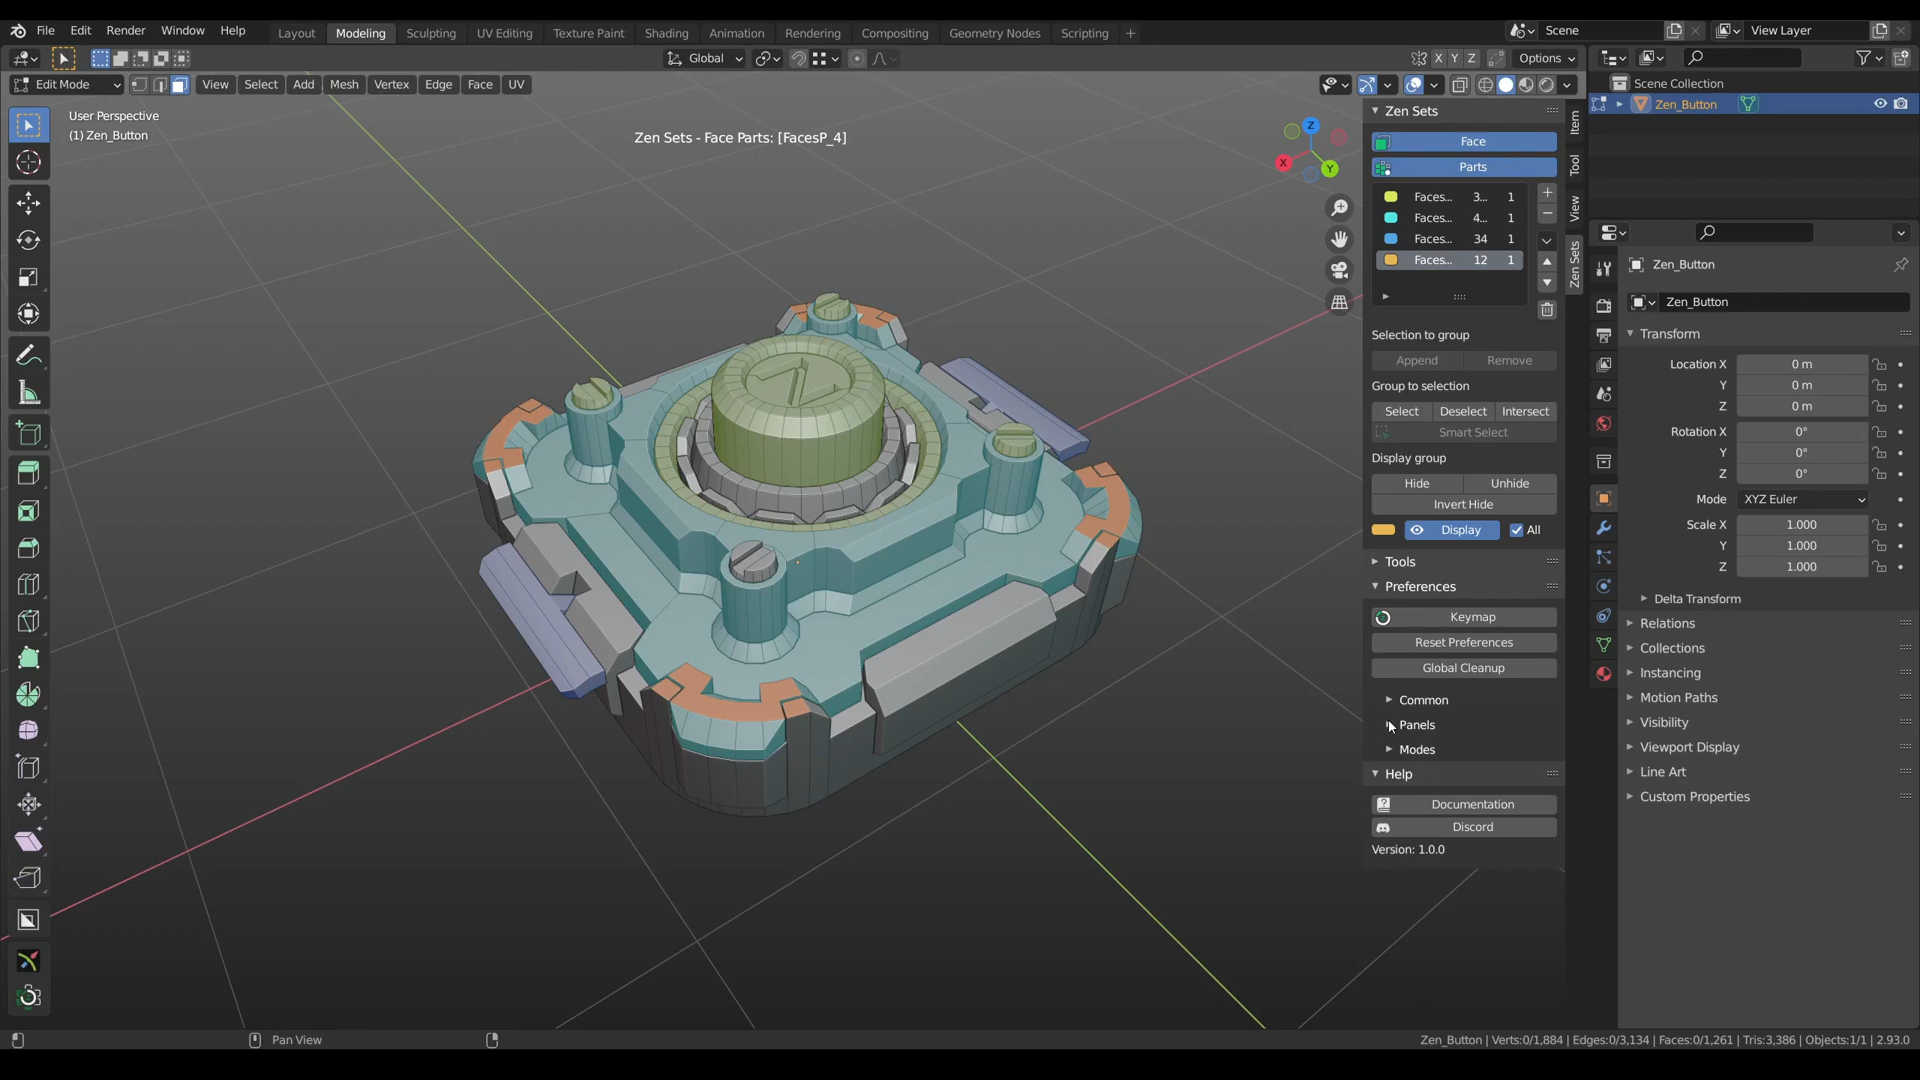 File Edit Render Window Help Layout Modeling Sculpting UV Editing Texture Paint Shading Animation Rendering Compositing Geometry Nodes Scripting + Scene View Layer
Global X Y Z Options
Edit Mode View Select Add Mesh Vertex Edge Face UV
User Perspective
(1) Zen_Button
Zen Sets - Face Parts: [FacesP_4]
Z
X
Y
Zen Sets
Face
Parts
Faces... 3... 1
Faces... 4... 1
Faces... 34 1
Faces... 12 1
Selection to group
Append Remove
Group to selection
Select Deselect Intersect
Smart Select
Display group
Hide Unhide
Invert Hide
Display All
Tools
Preferences
Keymap
Reset Preferences
Global Cleanup
Common
Panels
Modes
Help
Documentation
Discord
Version: 1.0.0
Item
Tool
View
Zen Sets
Scene Collection
Zen_Button
Zen_Button
Zen_Button
Transform
Location X 0 m
Y 0 m
Z 0 m
Rotation X 0°
Y 0°
Z 0°
Mode XYZ Euler
Scale X 1.000
Y 1.000
Z 1.000
Delta Transform
Relations
Collections
Instancing
Motion Paths
Visibility
Viewport Display
Line Art
Custom Properties
Pan View
Zen_Button | Verts:0/1,884 | Edges:0/3,134 | Faces:0/1,261 | Tris:3,386 | Objects:1/1 | 2.93.0